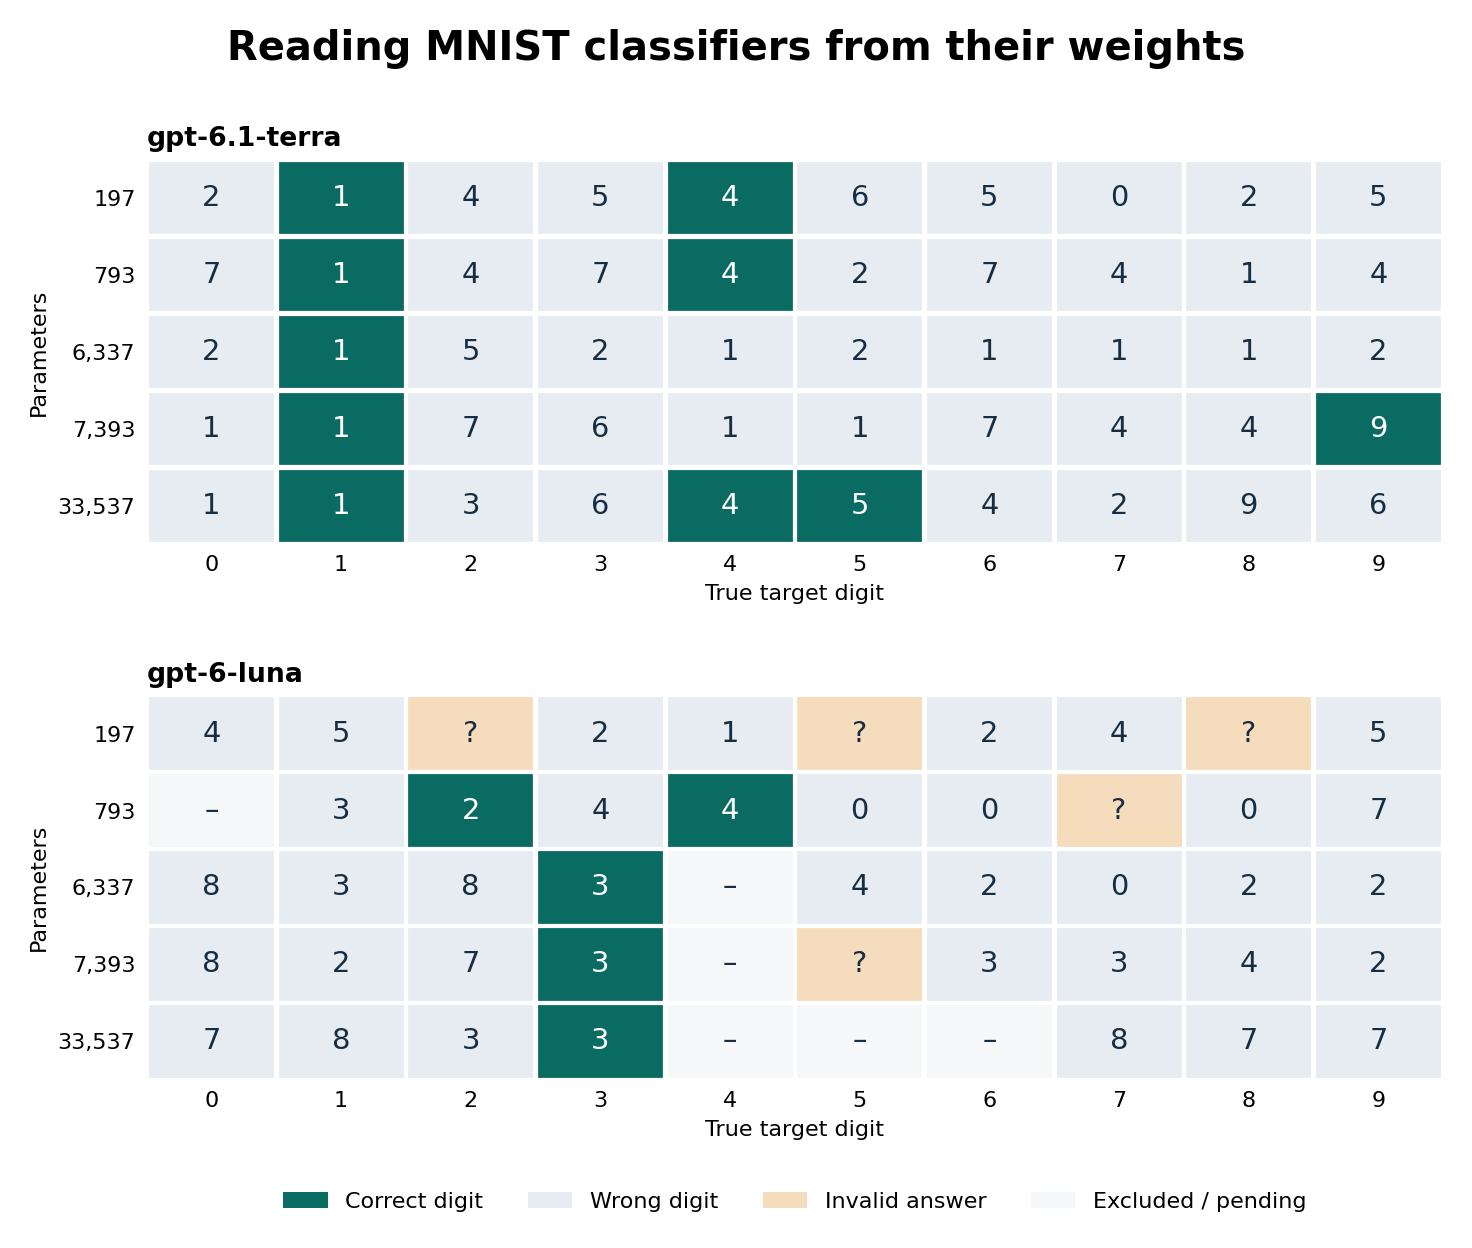 Reading MNIST classifiers from their weights
gpt-6.1-terra
Parameters
197 2 1 4 5 4 6 5 0 2 5
793 7 1 4 7 4 2 7 4 1 4
6,337 2 1 5 2 1 2 1 1 1 2
7,393 1 1 7 6 1 1 7 4 4 9
33,537 1 1 3 6 4 5 4 2 9 6
0 1 2 3 4 5 6 7 8 9
True target digit
gpt-6-luna
Parameters
197 4 5 ? 2 1 ? 2 4 ? 5
793 – 3 2 4 4 0 0 ? 0 7
6,337 8 3 8 3 – 4 2 0 2 2
7,393 8 2 7 3 – ? 3 3 4 2
33,537 7 8 3 3 – – – 8 7 7
0 1 2 3 4 5 6 7 8 9
True target digit
Correct digit Wrong digit Invalid answer Excluded / pending